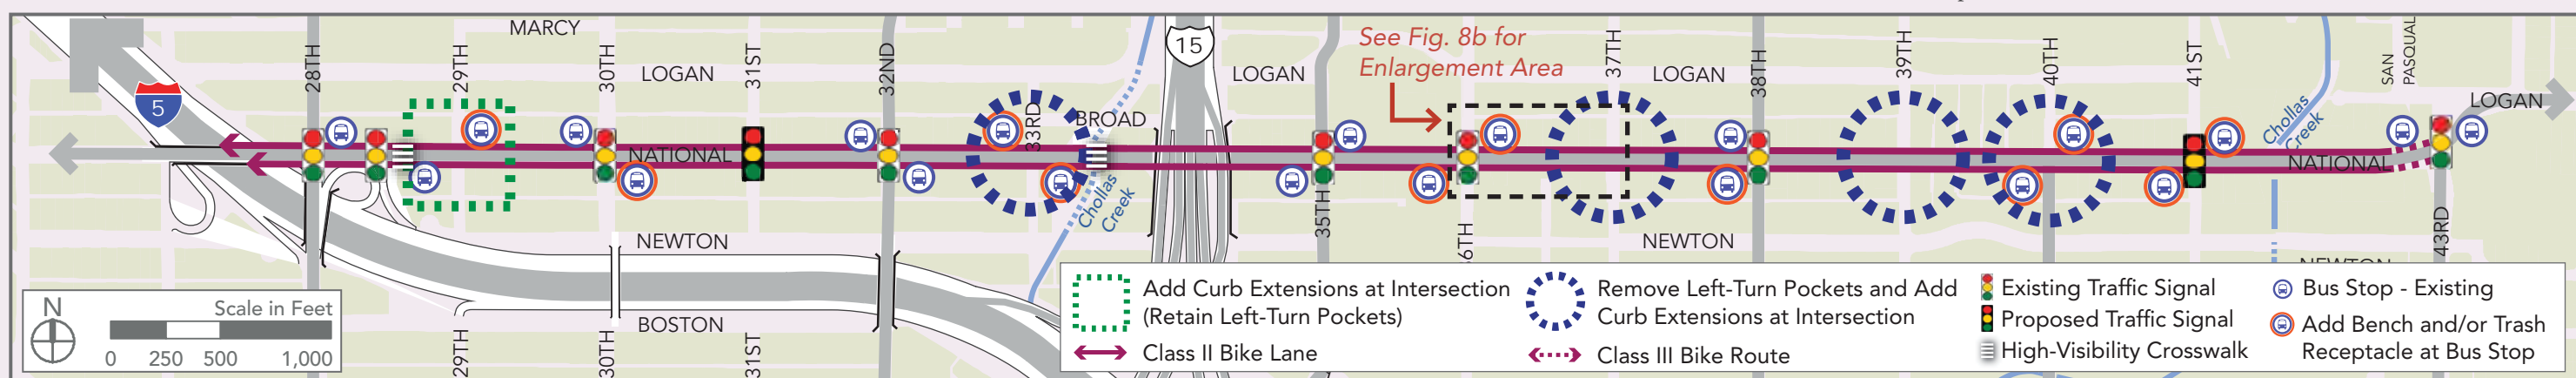 MARCY
28TH
29TH
30TH
LOGAN
31ST
32ND
15
LOGAN
See Fig. 8b for
Enlargement Area
37TH
LOGAN
38TH
39TH
40TH
41ST
SAN
PASQUAL
LOGAN
5
33RD
BROAD
Chollas
Creek
NATIONAL
NATIONAL
Chollas
Creek
35TH
6TH
43RD
NEWTON
NEWTON
NEWTON
BOSTON
29TH
30TH
31ST
N
Scale in Feet
0 250 500 1,000
Add Curb Extensions at Intersection
(Retain Left-Turn Pockets)
Class II Bike Lane
Remove Left-Turn Pockets and Add
Curb Extensions at Intersection
Class III Bike Route
Existing Traffic Signal
Proposed Traffic Signal
High-Visibility Crosswalk
Bus Stop - Existing
Add Bench and/or Trash
Receptacle at Bus Stop